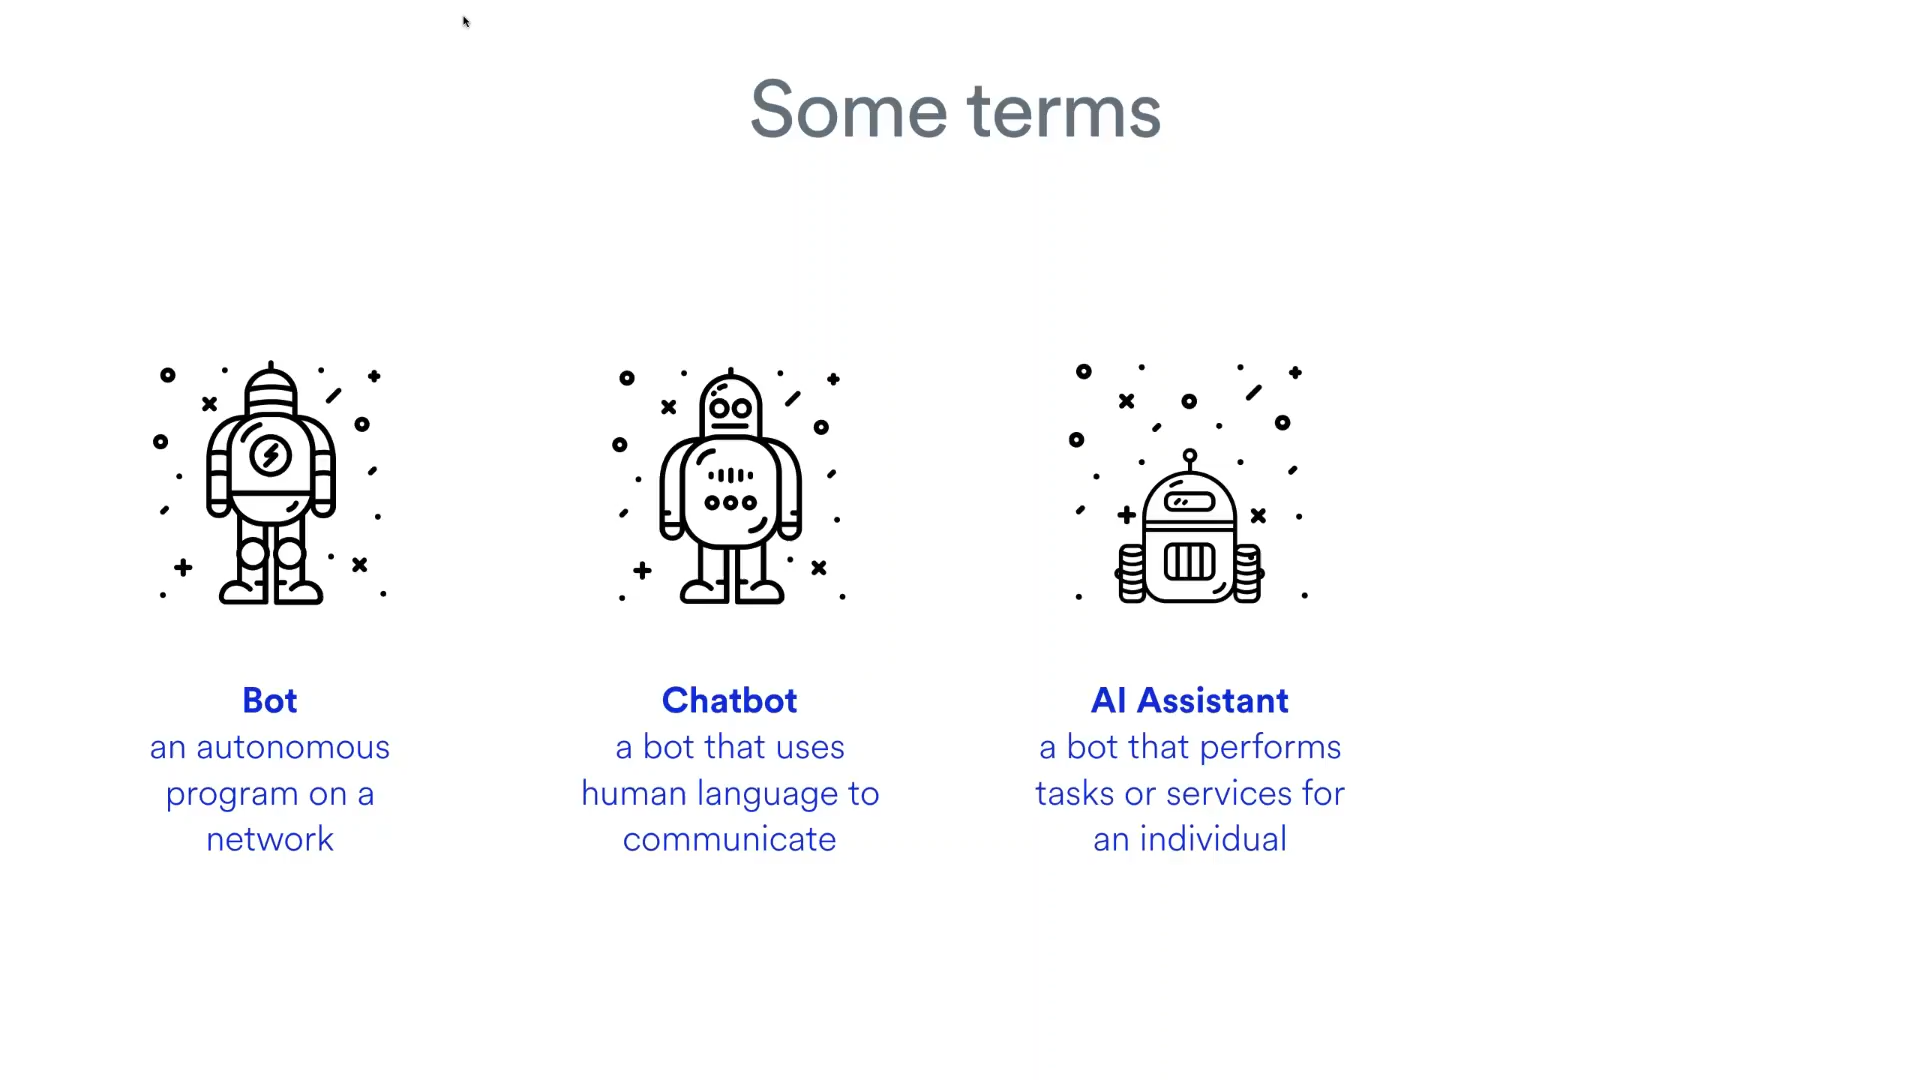 Some terms
Bot
an autonomous
program on a
network
Chatbot
a bot that uses
human language to
communicate
AI Assistant
a bot that performs
tasks or services for
an individual